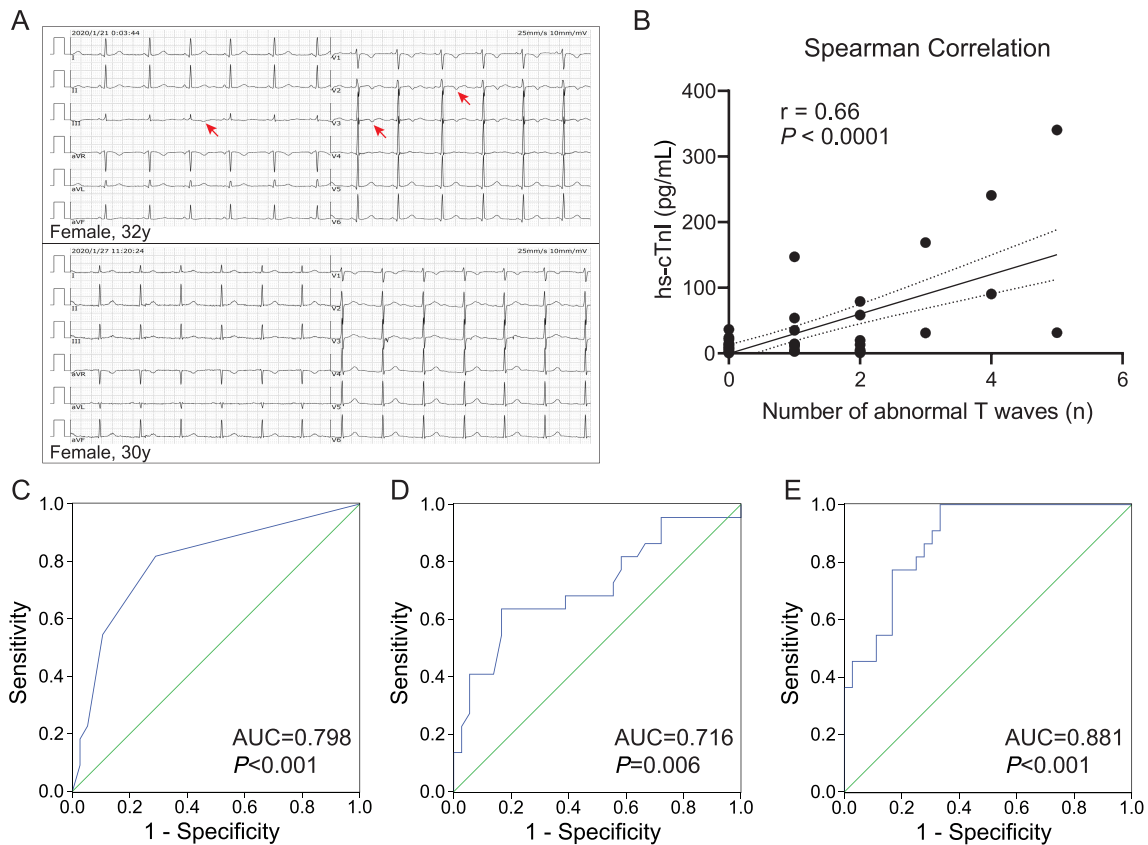 A
2020/1/21 0:03:44
25mm/s 10mm/mV
I
V1
II
V2
III
V3
aVR
V4
aVL
V5
aVF
V6
Female, 32y
2020/1/27 11:20:24
25mm/s 10mm/mV
I
V1
II
V2
III
V3
aVR
V4
aVL
V5
aVF
V6
Female, 30y
B
Spearman Correlation
r = 0.66
P < 0.0001
hs-cTnI (pg/mL)
400
300
200
100
0
0
2
4
6
Number of abnormal T waves (n)
C
Sensitivity
1.0
0.8
0.6
0.4
0.2
0.0
AUC=0.798
P<0.001
0.0
0.2
0.4
0.6
0.8
1.0
1 - Specificity
D
Sensitivity
1.0
0.8
0.6
0.4
0.2
0.0
AUC=0.716
P=0.006
0.0
0.2
0.4
0.6
0.8
1.0
1 - Specificity
E
Sensitivity
1.0
0.8
0.6
0.4
0.2
0.0
AUC=0.881
P<0.001
0.0
0.2
0.4
0.6
0.8
1.0
1 - Specificity